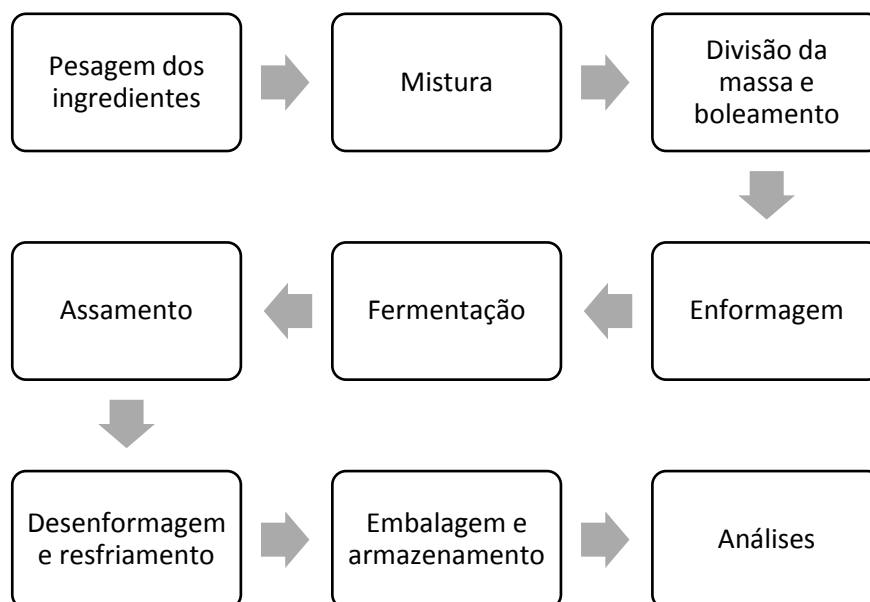 Pesagem dos
ingredientes
Mistura
Divisão da
massa e
boleamento
Enformagem
Fermentação
Assamento
Desenformagem
e resfriamento
Embalagem e
armazenamento
Análises